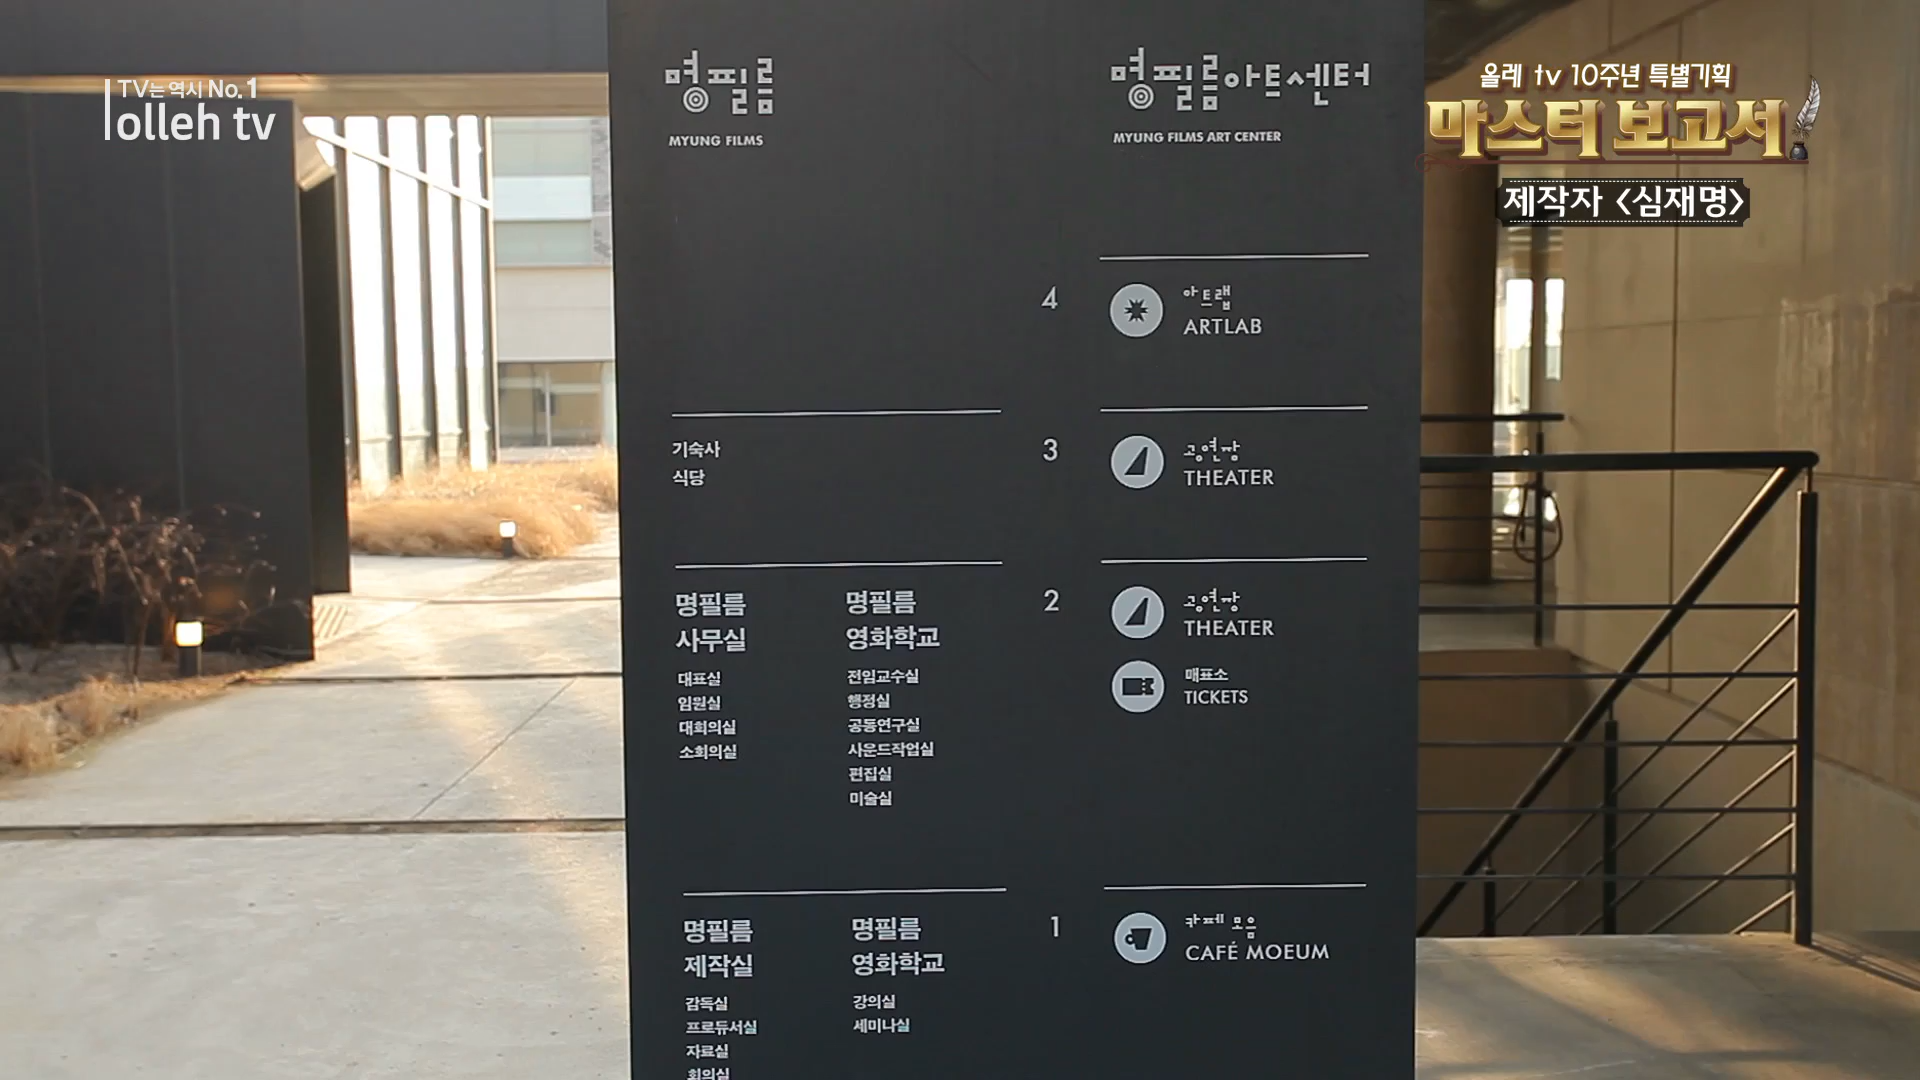 TV는 역시 No.1
olleh tv
올레 tv 10주년 특별기획
마스터 보고서
제작자 <심재명>
명필름
MYUNG FILMS
명필름아트센터
MYUNG FILMS ART CENTER
4
아트랩
ARTLAB
기숙사
식당
3
공연장
THEATER
명필름
사무실
대표실
임원실
대회의실
소회의실
명필름
영화학교
전임교수실
행정실
공동연구실
사운드작업실
편집실
미술실
2
공연장
THEATER
매표소
TICKETS
명필름
제작실
감독실
프로듀서실
자료실
회의실
명필름
영화학교
강의실
세미나실
1
카페 모음
CAFÉ MOEUM